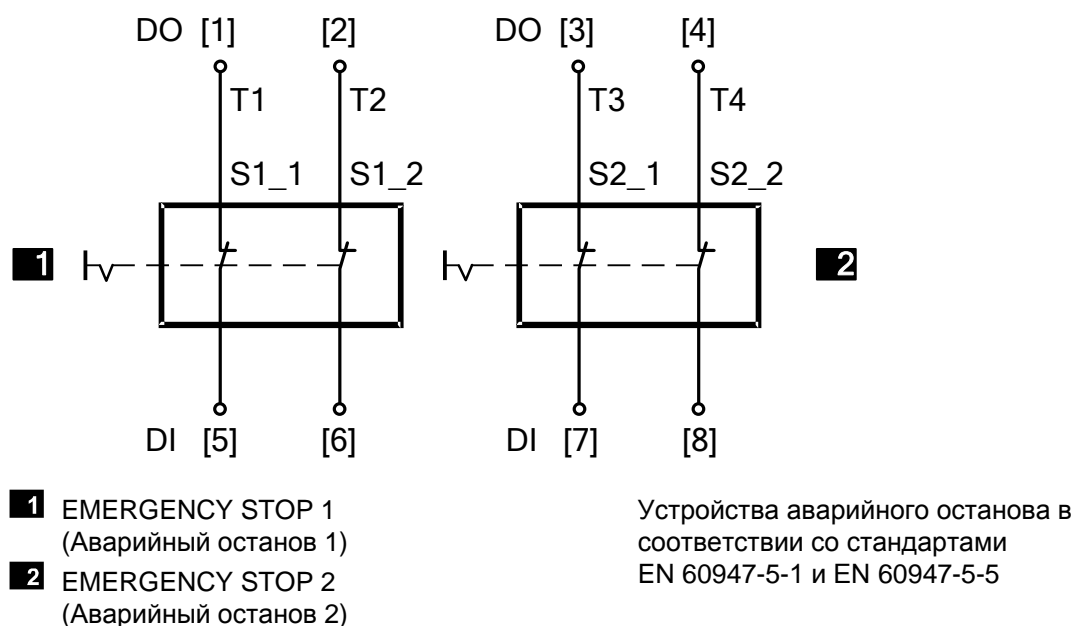 DO [1] [2] DO [3] [4]
T1 T2 T3 T4
S1_1 S1_2 S2_1 S2_2
1 2
DI [5] [6] DI [7] [8]
1 EMERGENCY STOP 1
(Аварийный останов 1)
2 EMERGENCY STOP 2
(Аварийный останов 2)
Устройства аварийного останова в
соответствии со стандартами
EN 60947-5-1 и EN 60947-5-5